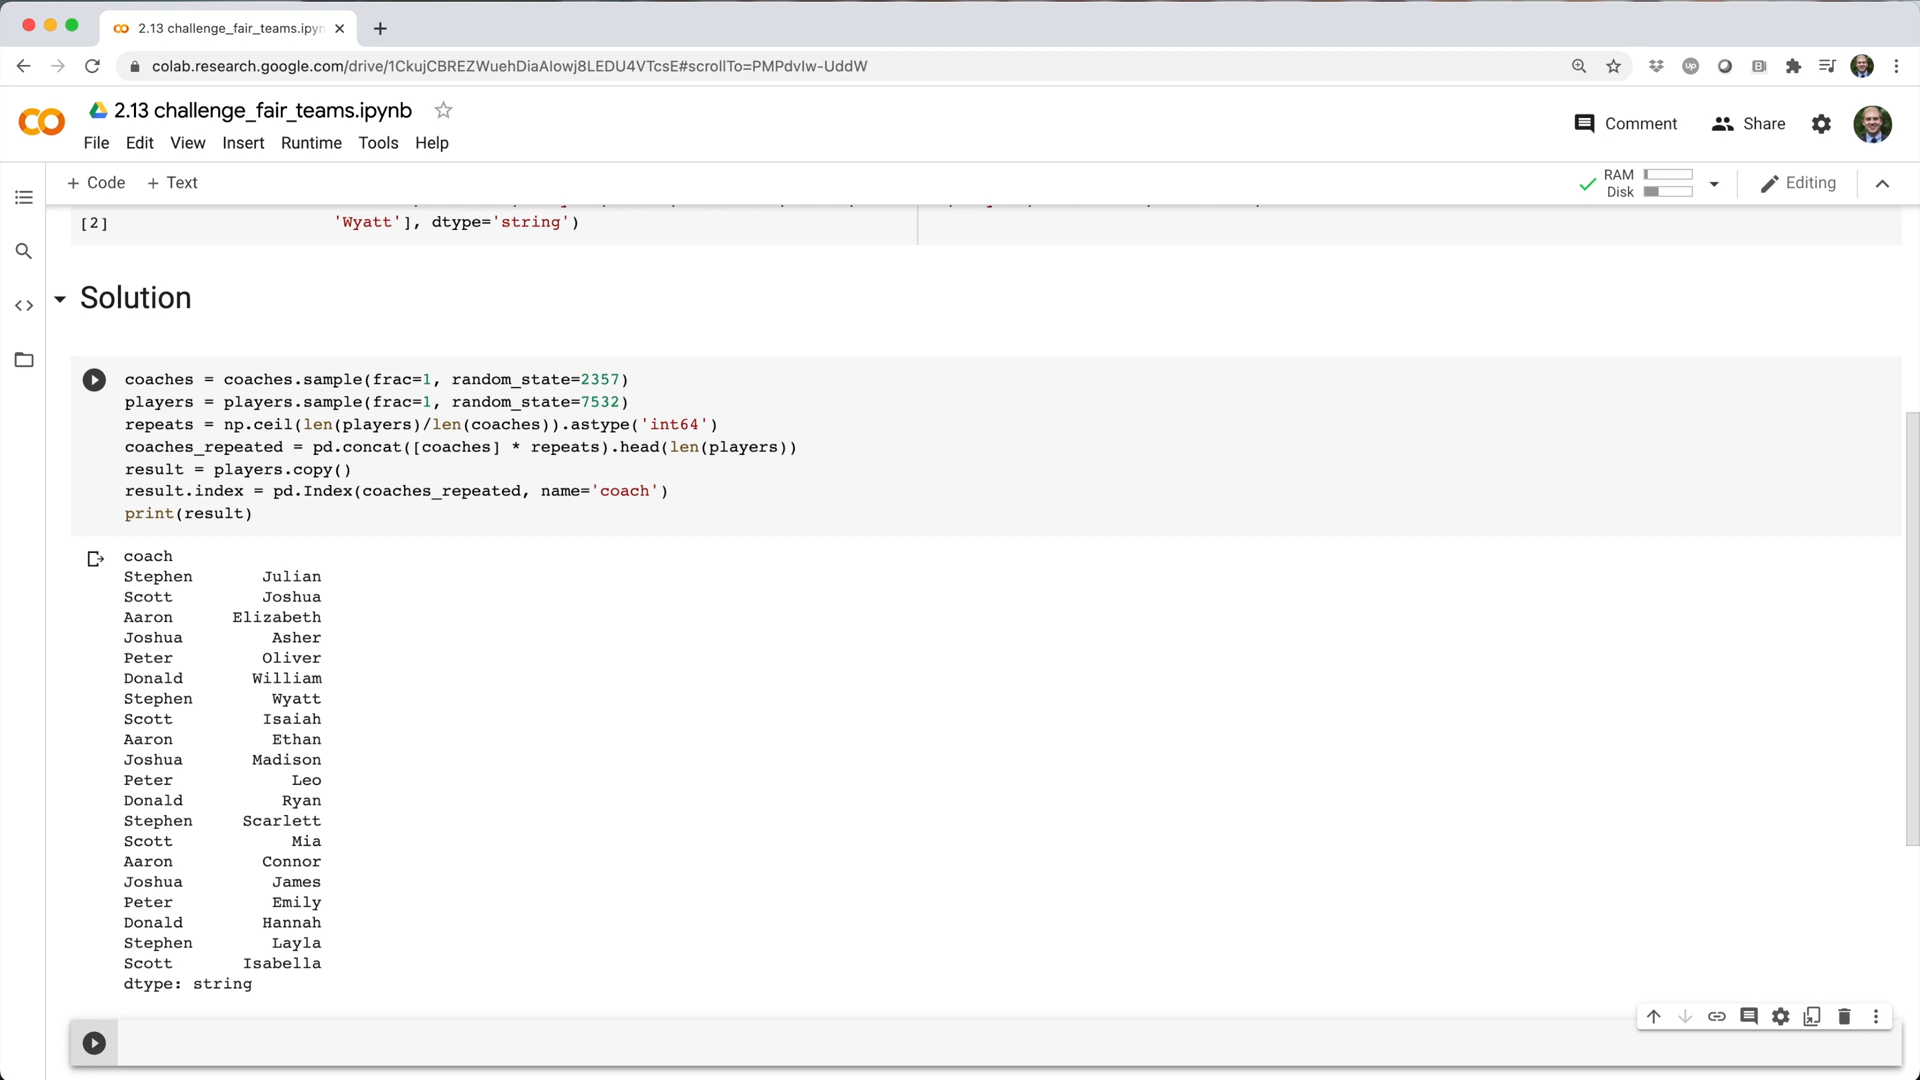 2.13 challenge_fair_teams.ipyn
colab.research.google.com/drive/1CkujCBREZWuehDiaAIowj8LEDU4VTcsE#scrollTo=PMPdvIw-UddW
2.13 challenge_fair_teams.ipynb
File Edit View Insert Runtime Tools Help
Comment Share
+ Code + Text
RAM
Disk
Editing
[2] 'Wyatt'], dtype='string')
Solution
coaches = coaches.sample(frac=1, random_state=2357)
players = players.sample(frac=1, random_state=7532)
repeats = np.ceil(len(players)/len(coaches)).astype('int64')
coaches_repeated = pd.concat([coaches] * repeats).head(len(players))
result = players.copy()
result.index = pd.Index(coaches_repeated, name='coach')
print(result)
coach
Stephen Julian
Scott Joshua
Aaron Elizabeth
Joshua Asher
Peter Oliver
Donald William
Stephen Wyatt
Scott Isaiah
Aaron Ethan
Joshua Madison
Peter Leo
Donald Ryan
Stephen Scarlett
Scott Mia
Aaron Connor
Joshua James
Peter Emily
Donald Hannah
Stephen Layla
Scott Isabella
dtype: string